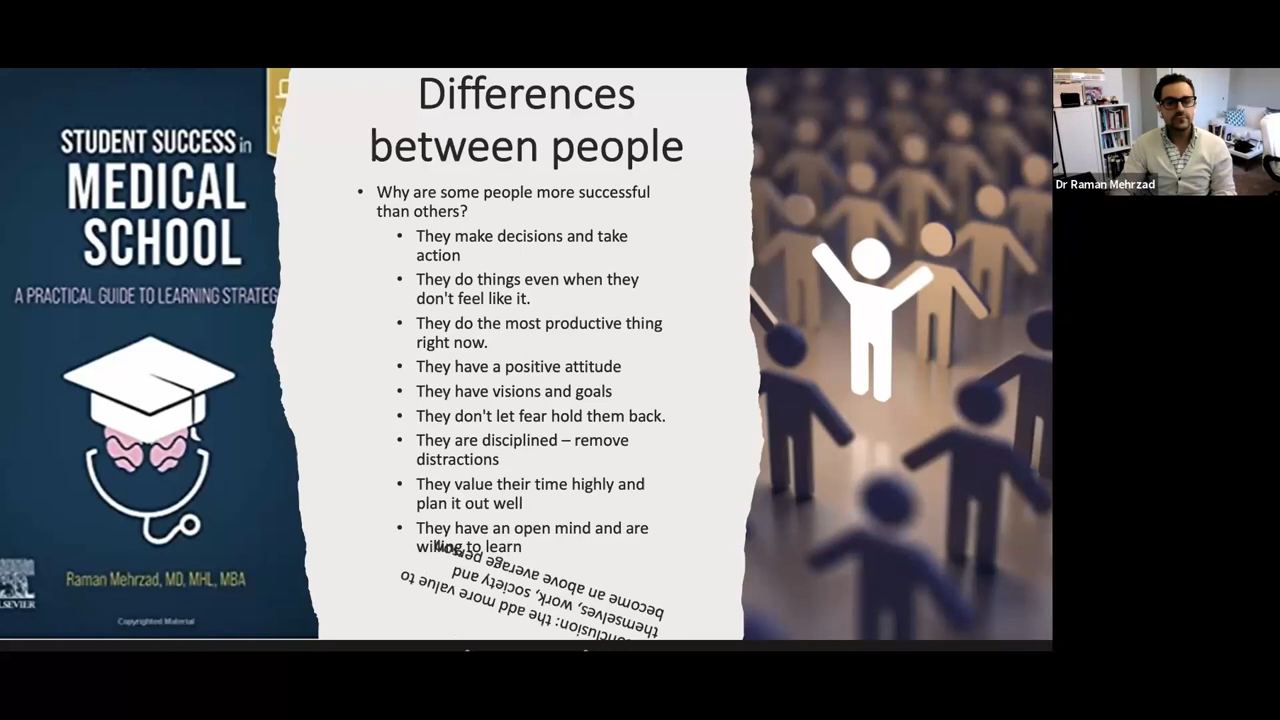 STUDENT SUCCESS in
MEDICAL
SCHOOL
A PRACTICAL GUIDE TO LEARNING
Raman Mehrzad, MD, MHL, MBA
Copyrighted Material
Differences
between people
• Why are some people more successful
than others?
• They make decisions and take
action
• They do things even when they
don't feel like it.
• They do the most productive thing
right now.
• They have a positive attitude
• They have visions and goals
• They don't let fear hold them back.
• They are disciplined – remove
distractions
• They value their time highly and
plan it out well
• They have an open mind and are
willing to learn
the add more value to
themselves, work, society and
become an above average
Dr Raman Mehrzad